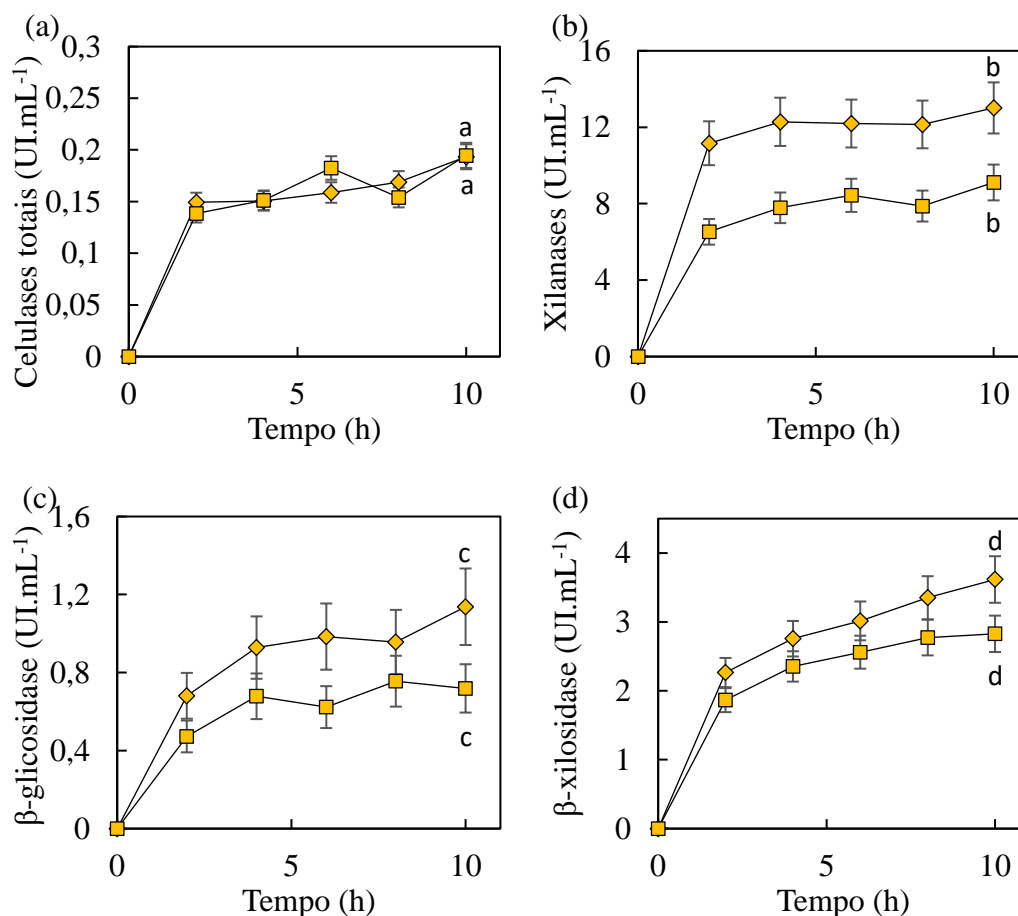 (a)
Celulases totais (UI.mL⁻¹)
0,3
0,25
0,2
0,15
0,1
0,05
0
a
a
0 5 10
Tempo (h)
(b)
Xilanases (UI.mL⁻¹)
16
12
8
4
0
b
b
0 5 10
Tempo (h)
(c)
β-glicosidase (UI.mL⁻¹)
1,6
1,2
0,8
0,4
0
c
c
0 5 10
Tempo (h)
(d)
β-xilosidase (UI.mL⁻¹)
4
3
2
1
0
d
d
0 5 10
Tempo (h)